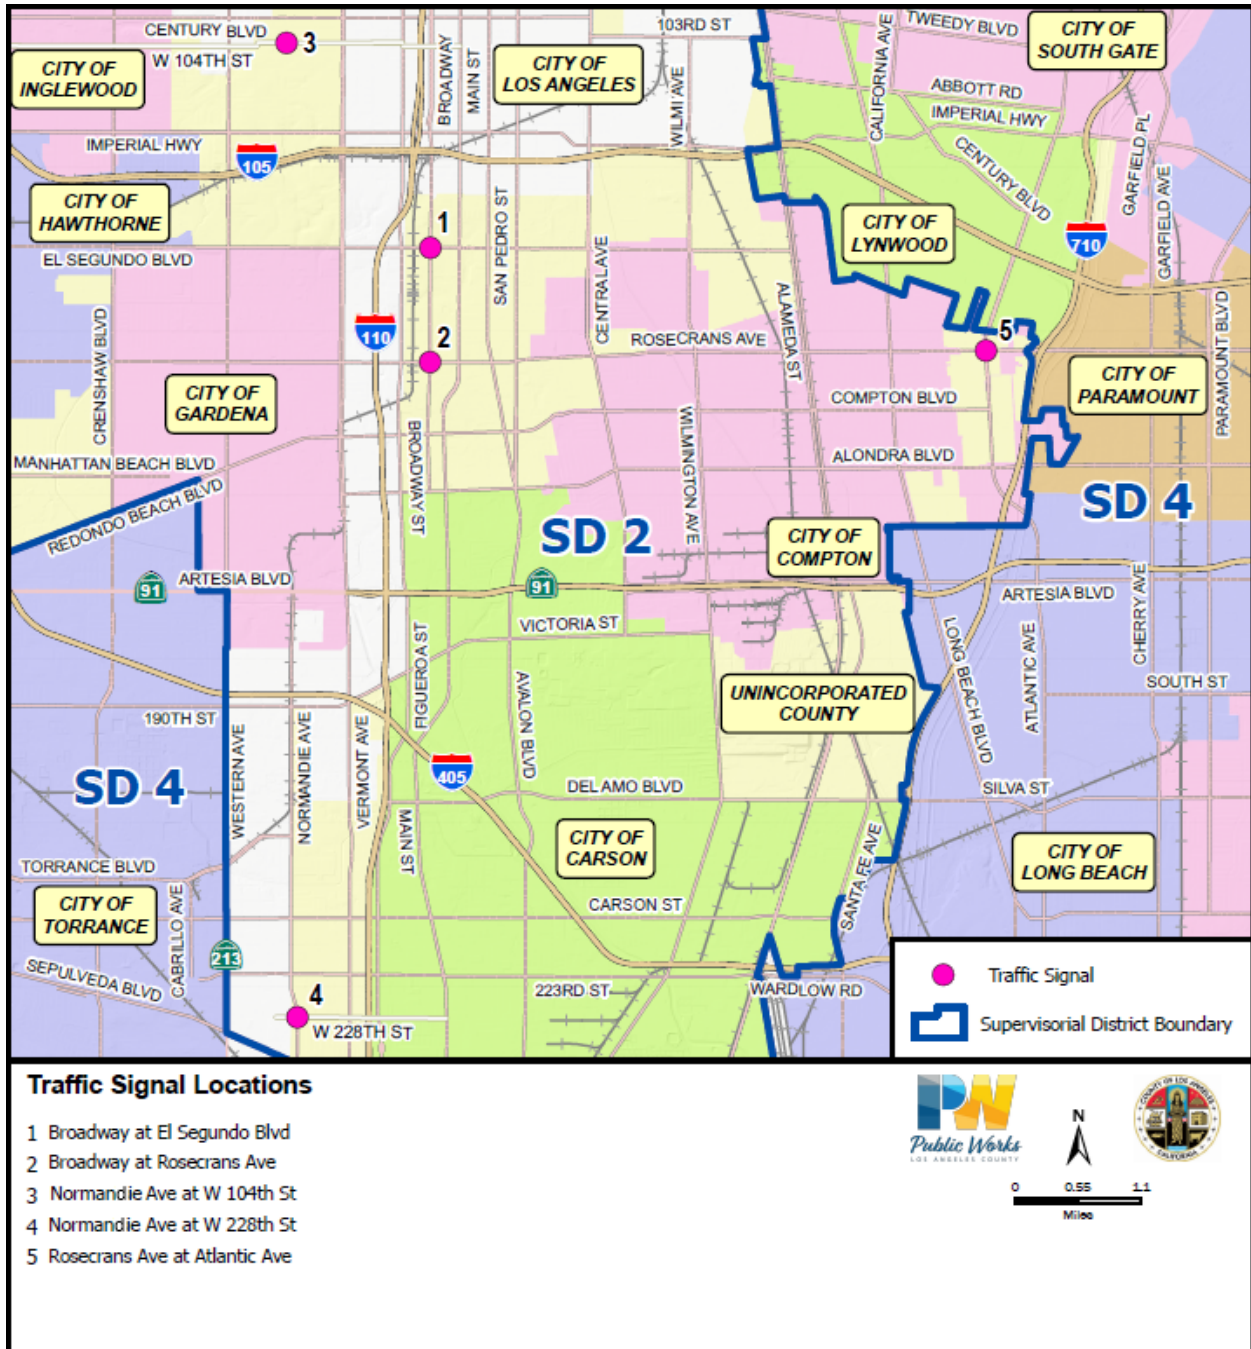 CENTURY BLVD
3
W 104TH ST
CITY OF
INGLEWOOD
BROADWAY
MAIN ST
CITY OF
LOS ANGELES
103RD ST
WILMI AVE
CALIFORNIA AVE
TWEEDY BLVD
CITY OF
SOUTH GATE
ABBOTT RD
IMPERIAL HWY
IMPERIAL HWY
105
CENTURY BLVD
GARFIELD PL
GARFIELD AVE
CITY OF
HAWTHORNE
1
SAN PEDRO ST
CENTRAL AVE
CITY OF
LYNWOOD
710
EL SEGUNDO BLVD
CRENSHAW BLVD
110
2
ROSECRANS AVE
ALAMEDA ST
5
PARAMOUNT BLVD
CITY OF
GARDENA
CITY OF
PARAMOUNT
COMPTON BLVD
WILMINGTON AVE
BROADWAY ST
MANHATTAN BEACH BLVD
ALONDRA BLVD
REDONDO BEACH BLVD
SD 2
SD 4
CITY OF
COMPTON
91
ARTESIA BLVD
91
ARTESIA BLVD
VICTORIA ST
FIGUEROA ST
AVALON BLVD
LONG BEACH BLVD
ATLANTIC AVE
CHERRY AVE
UNINCORPORATED
COUNTY
SOUTH ST
190TH ST
WESTERN AVE
NORMANDIE AVE
VERMONT AVE
SD 4
405
DEL AMO BLVD
SILVA ST
MAIN ST
CITY OF
CARSON
SANTA FE AVE
CITY OF
LONG BEACH
TORRANCE BLVD
CITY OF
TORRANCE
CABRILLO AVE
CARSON ST
213
SEPULVEDA BLVD
223RD ST
WARDLOW RD
4
W 228TH ST
Traffic Signal
Supervisorial District Boundary
Traffic Signal Locations
1 Broadway at El Segundo Blvd
2 Broadway at Rosecrans Ave
3 Normandie Ave at W 104th St
4 Normandie Ave at W 228th St
5 Rosecrans Ave at Atlantic Ave
PW
Public Works
LOS ANGELES COUNTY
N
COUNTY OF LOS ANGELES
CALIFORNIA
0 0.55 1.1
Miles